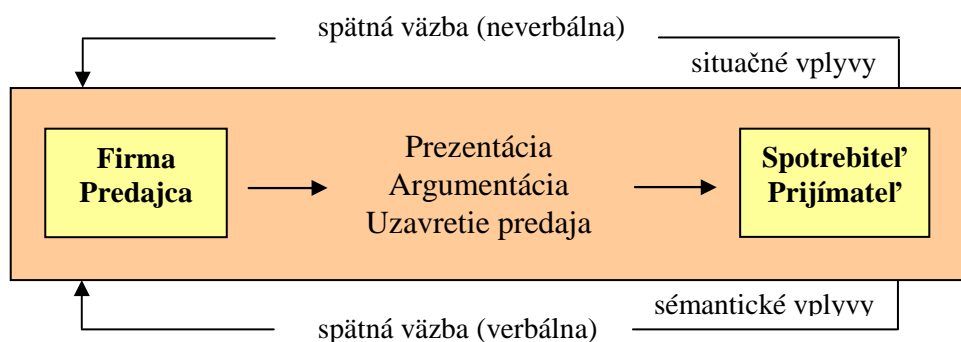 spätná väzba (neverbálna)
situačné vplyvy
Firma
Predajca
Prezentácia
Argumentácia
Uzavretie predaja
Spotrebiteľ
Prijímateľ
sémantické vplyvy
spätná väzba (verbálna)